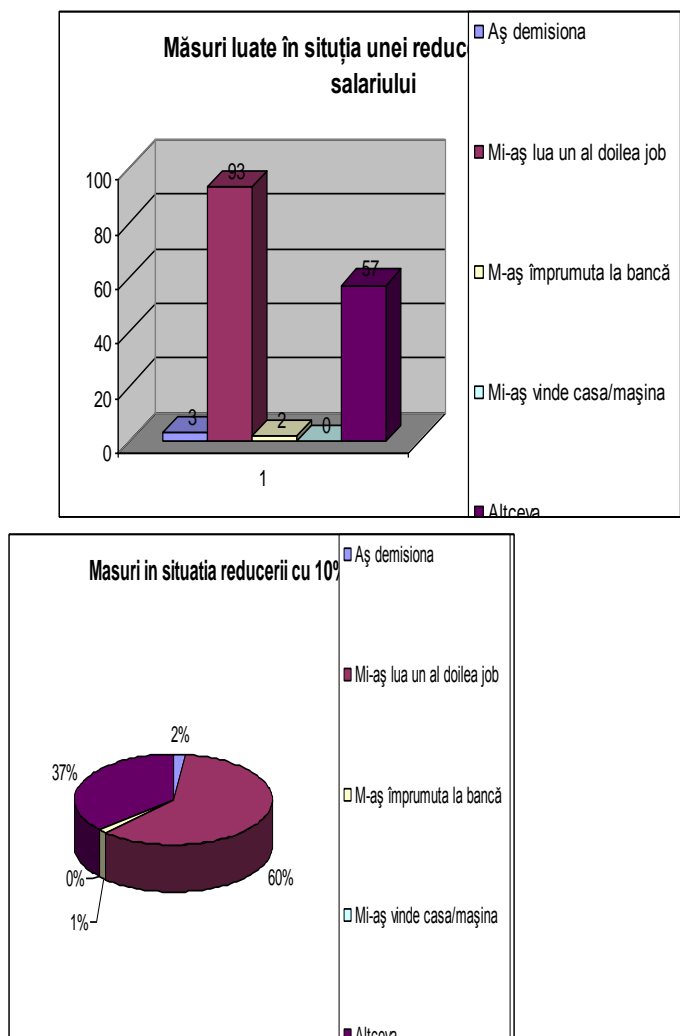 Măsuri luate în situția unei reduc
salariului
100
80
60
40
20
0
3
93
2
0
57
1
Aş demisiona
Mi-aş lua un al doilea job
M-aş împrumuta la bancă
Mi-aş vinde casa/maşina
Altceva
Masuri in situatia reducerii cu 10%
2%
37%
0%
1%
60%
Aş demisiona
Mi-aş lua un al doilea job
M-aş împrumuta la bancă
Mi-aş vinde casa/maşina
Altceva